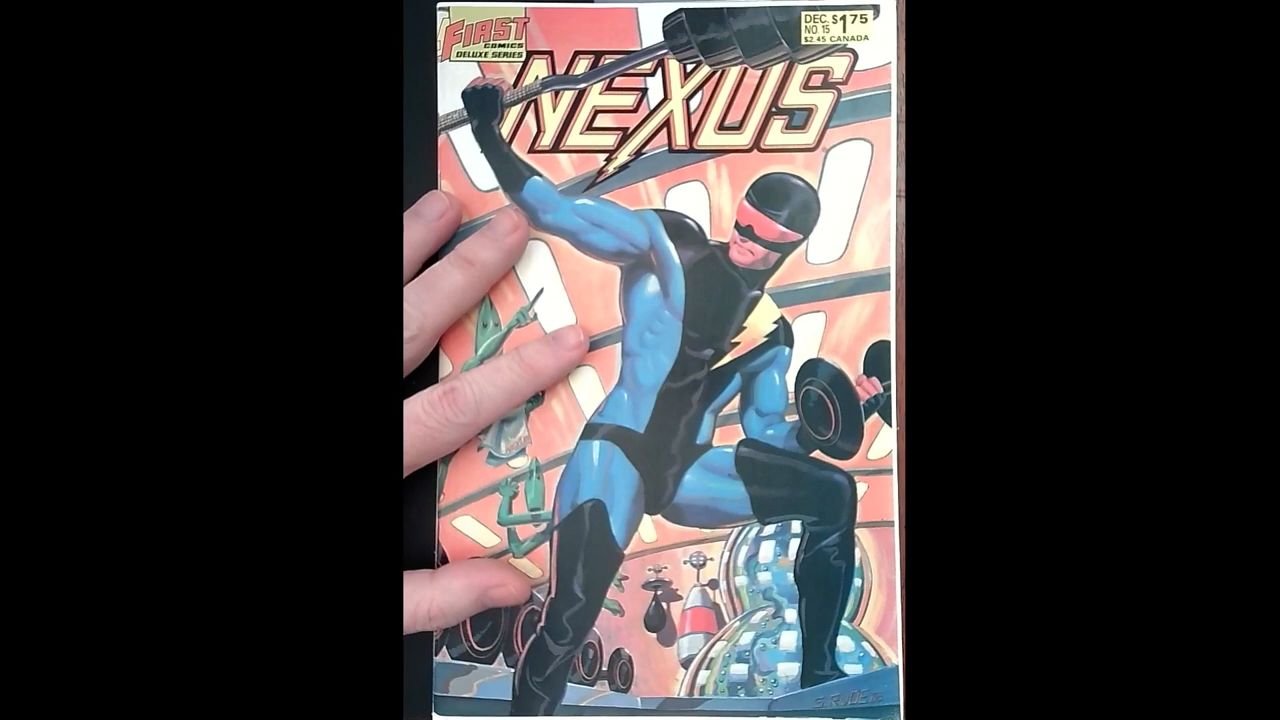 FIRST
COMICS
DELUXE SERIES
DEC. $1 75
NO. 15
$2.45 CANADA
NEXUS
S. RUDE